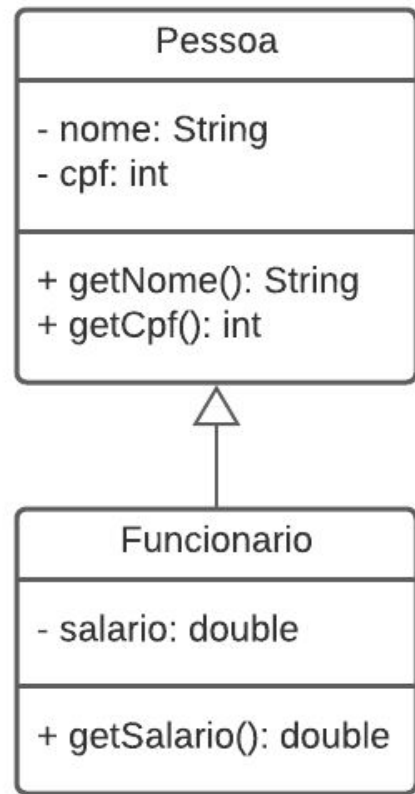 Pessoa
- nome: String
- cpf: int
+ getNome(): String
+ getCpf(): int
Funcionario
- salario: double
+ getSalario(): double